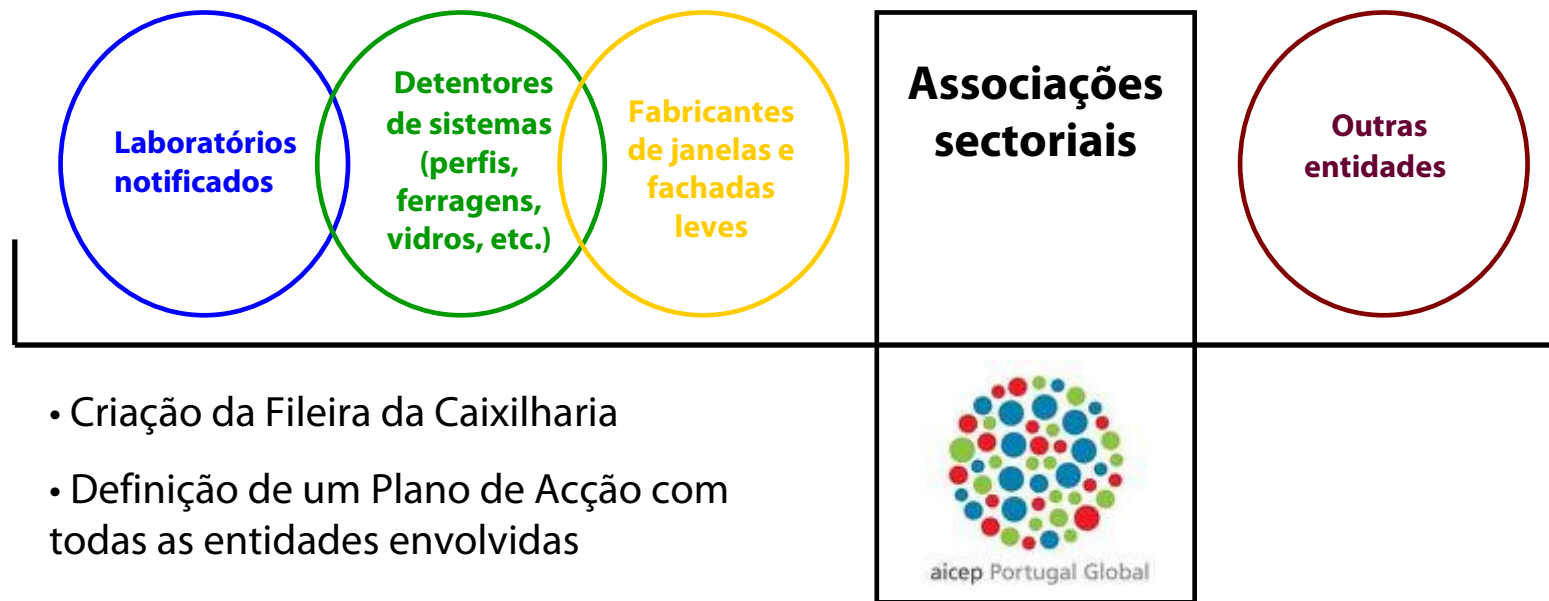 Laboratórios
notificados
Detentores
de sistemas
(perfis,
ferragens,
vidros, etc.)
Fabricantes
de janelas e
fachadas
leves
Associações
sectoriais
Outras
entidades
• Criação da Fileira da Caixilharia
• Definição de um Plano de Acção com
todas as entidades envolvidas
aicep Portugal Global